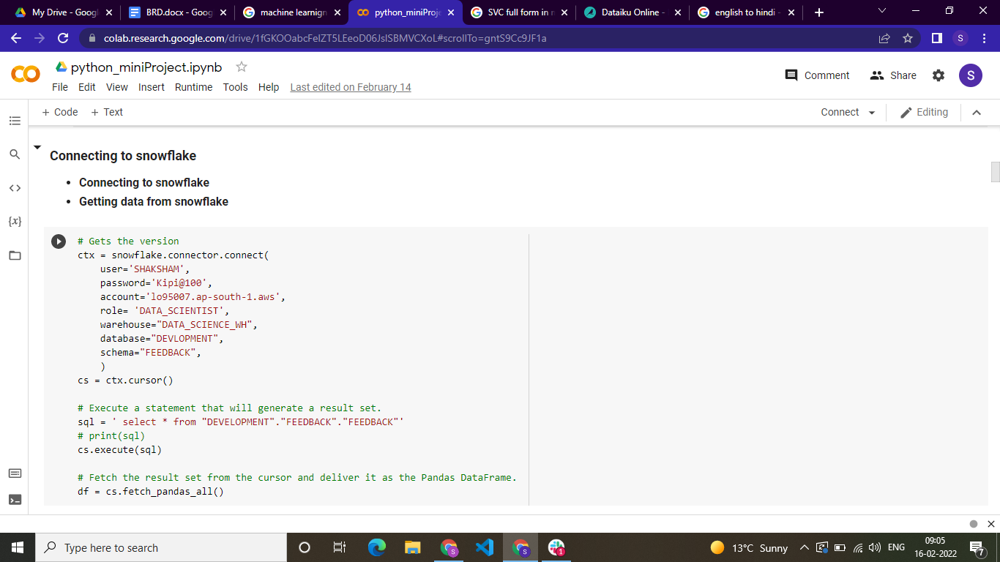 My Drive - Googl
BRD.docx - Goog
machine learnign
python_miniProje
SVC full form in m
Dataiku Online -
english to hindi -
colab.research.google.com/drive/1fGKOOabcFeIZT5LEeoD06JsISBMVCXoL#scrollTo=gntS9Cc9JF1a
S
python_miniProject.ipynb
Comment
Share
S
File Edit View Insert Runtime Tools Help Last edited on February 14
+ Code + Text
Connect
Editing
Connecting to snowflake
• Connecting to snowflake
• Getting data from snowflake
{x}
# Gets the version
ctx = snowflake.connector.connect(
    user='SHAKSHAM',
    password='Kipi@100',
    account='lo95007.ap-south-1.aws',
    role= 'DATA_SCIENTIST',
    warehouse="DATA_SCIENCE_WH",
    database="DEVLOPMENT",
    schema="FEEDBACK",
    )
cs = ctx.cursor()
# Execute a statement that will generate a result set.
sql = ' select * from "DEVELOPMENT"."FEEDBACK"."FEEDBACK"'
# print(sql)
cs.execute(sql)
# Fetch the result set from the cursor and deliver it as the Pandas DataFrame.
df = cs.fetch_pandas_all()
Type here to search
S
S
1
13°C Sunny
ENG
09:05
16-02-2022
7